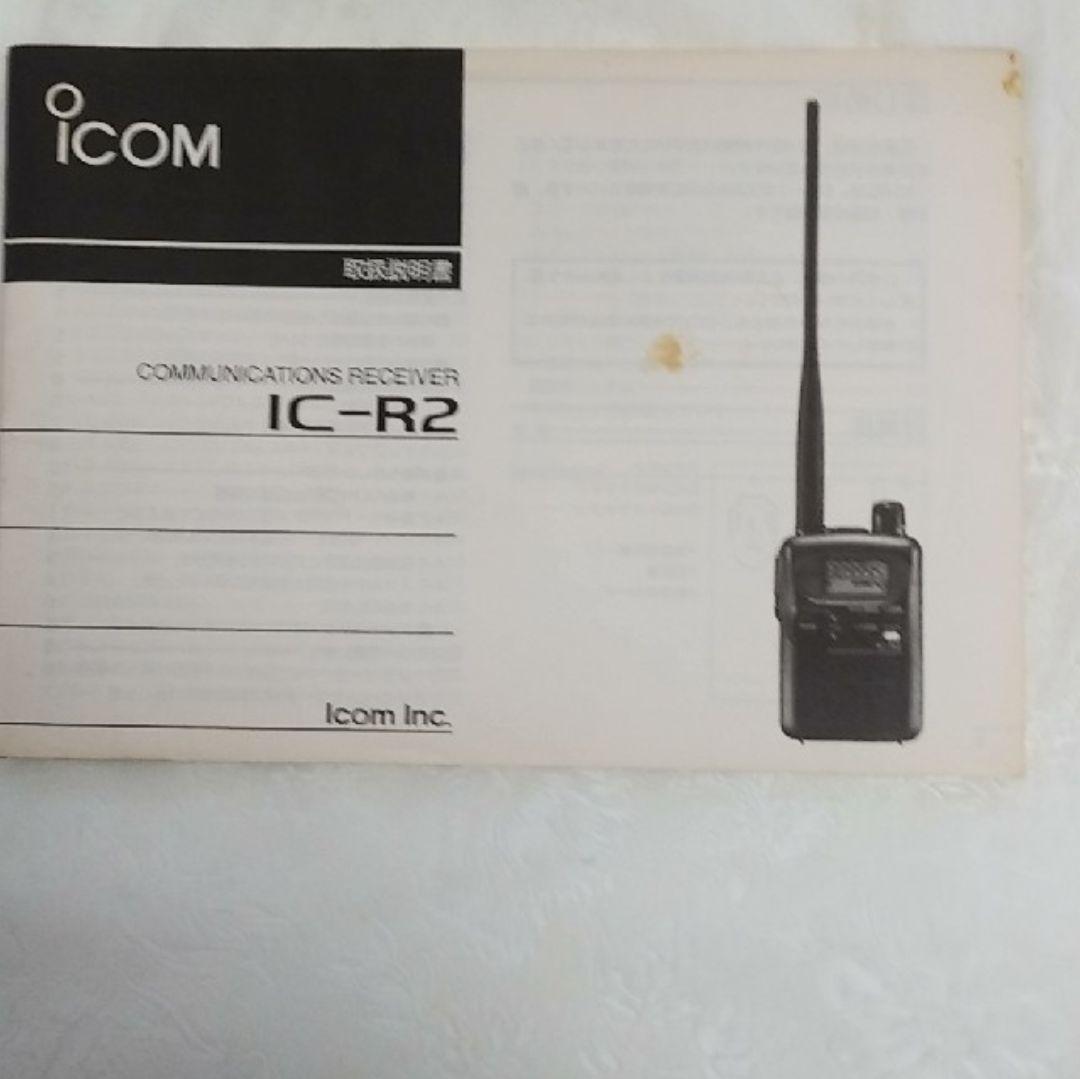 ICOM
取扱説明書
COMMUNICATIONS RECEIVER
IC-R2
Icom Inc.